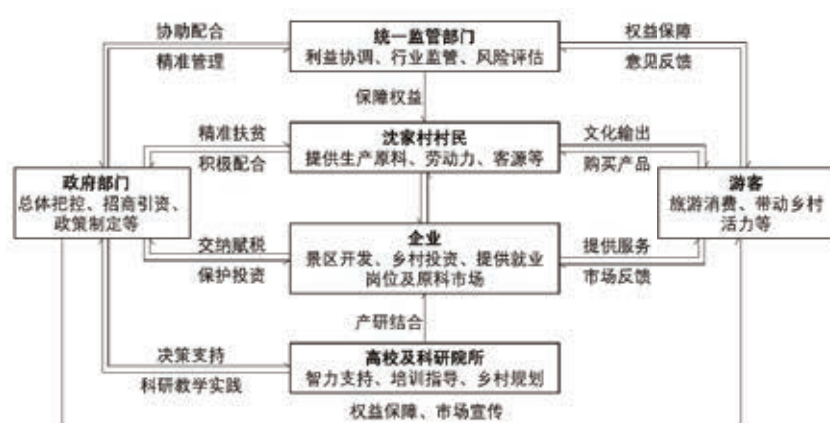 协助配合
精准管理
统一监管部门
利益协调、行业监管、风险评估
权益保障
意见反馈
保障权益
精准扶贫
积极配合
沈家村村民
提供生产原料、劳动力、客源等
文化输出
购买产品
政府部门
总体把控、招商引资、
政策制定等
游客
旅游消费、带动乡村
活力等
交纳赋税
保护投资
企业
景区开发、乡村投资、提供就业
岗位及原料市场
提供服务
市场反馈
产研结合
决策支持
科研教学实践
高校及科研院所
智力支持、培训指导、乡村规划
权益保障、市场宣传